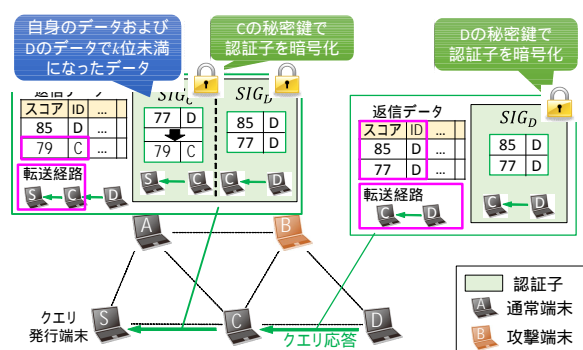 自身のデータおよび
Dのデータでk位未満
になったデータ
Cの秘密鍵で
認証子を暗号化
Dの秘密鍵で
認証子を暗号化
返信データ
スコア ID ...
85 D ...
79 C
転送経路
S C D
SIG_C
77 D
79 C
S C
SIG_D
85 D
77 D
C D
返信データ
スコア ID ...
85 D ...
77 D ...
転送経路
C D
SIG_D
85 D
77 D
C D
A
B
クエリ
発行端末
S
C
D
クエリ応答
認証子
A 通常端末
B 攻撃端末